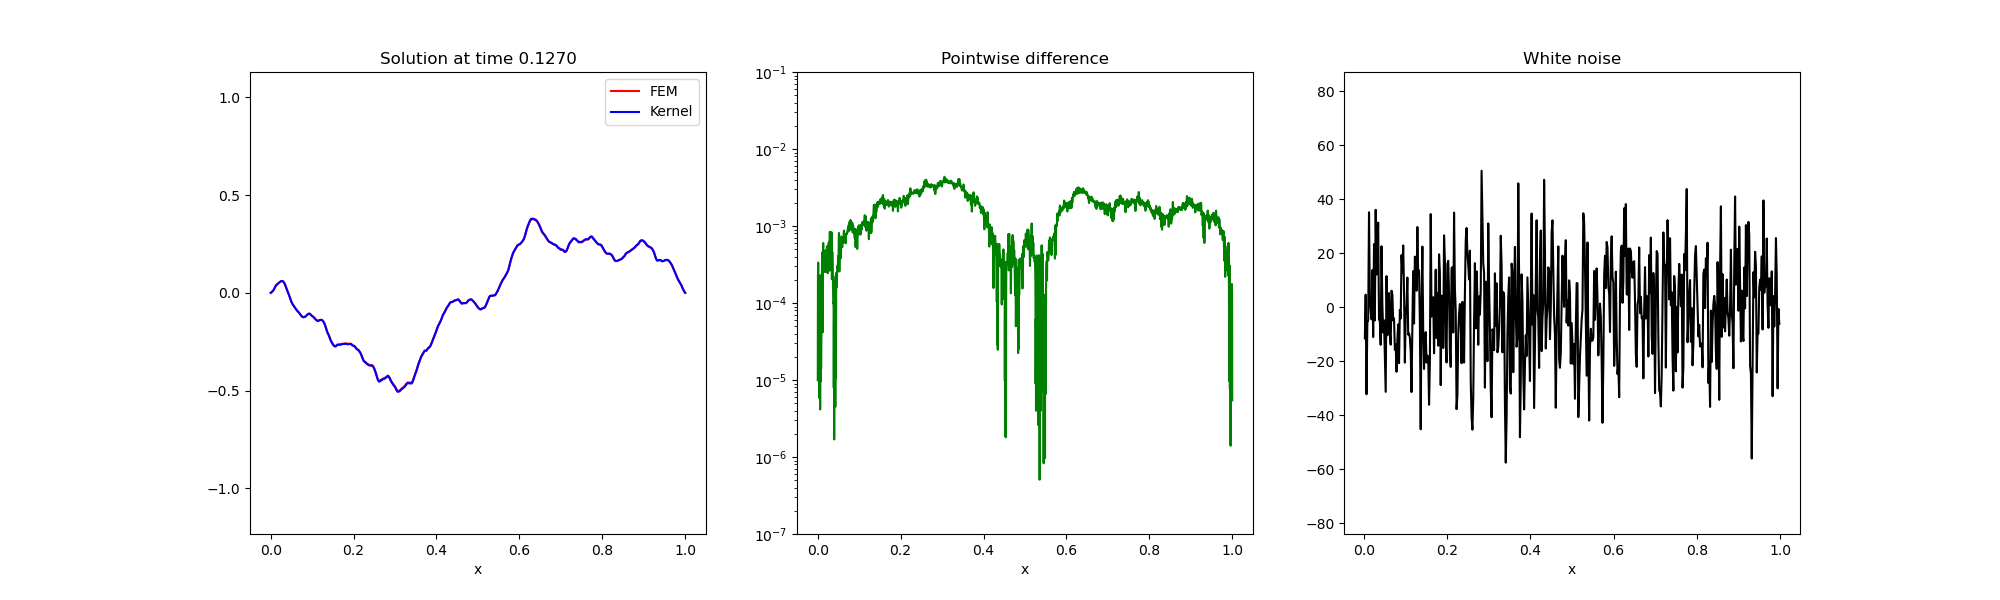 Solution at time 0.1270
FEM
Kernel
1.0
0.5
0.0
−0.5
−1.0
0.0 0.2 0.4 0.6 0.8 1.0
x
Pointwise difference
10⁻¹
10⁻²
10⁻³
10⁻⁴
10⁻⁵
10⁻⁶
10⁻⁷
0.0 0.2 0.4 0.6 0.8 1.0
x
White noise
80
60
40
20
0
−20
−40
−60
−80
0.0 0.2 0.4 0.6 0.8 1.0
x